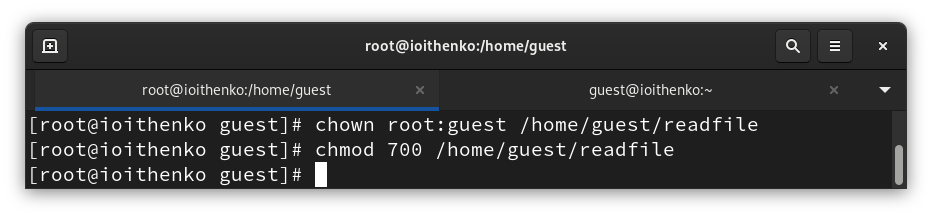 root@ioithenko:/home/guest
root@ioithenko:/home/guest guest@ioithenko:~
[root@ioithenko guest]# chown root:guest /home/guest/readfile
[root@ioithenko guest]# chmod 700 /home/guest/readfile
[root@ioithenko guest]#